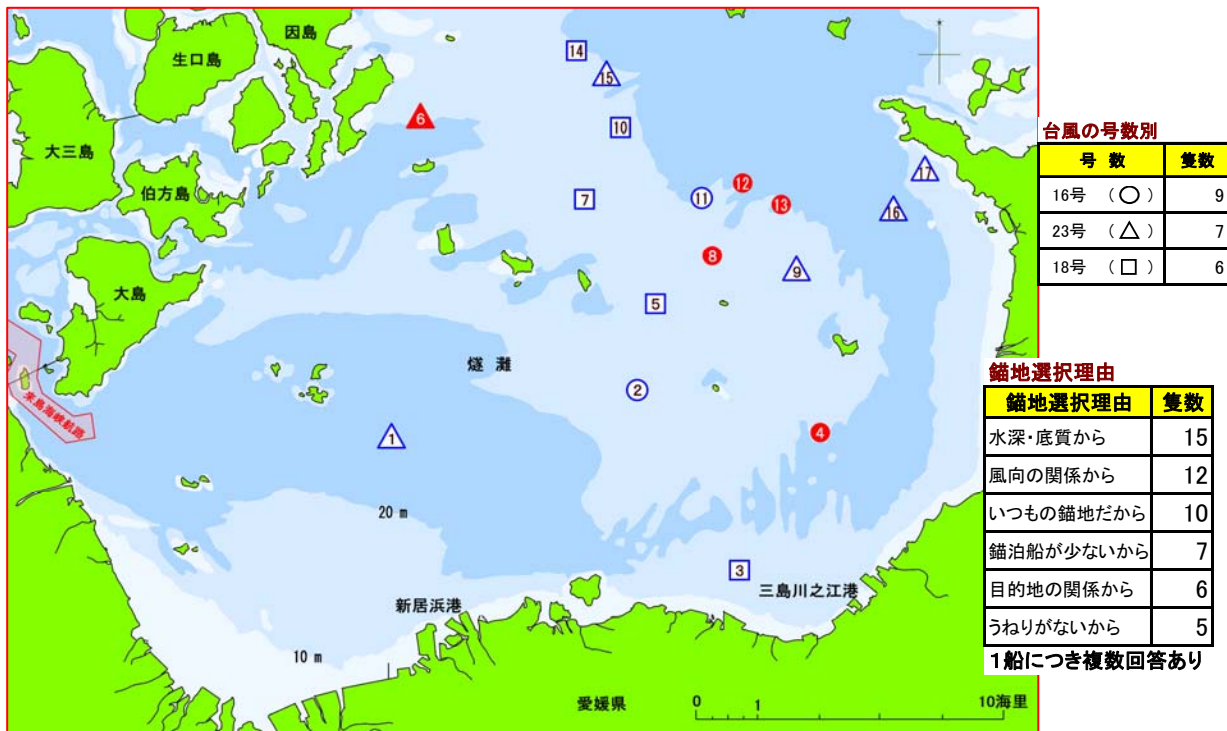 因島
生口島
大三島
伯方島
大島
来島海峡航路
燧 灘
14
15
10
6
7
11
12
13
17
16
8
9
5
2
1
4
3
20 m
10 m
新居浜港
三島川之江港
愛媛県
0
1
10海里
台風の号数別
号 数 隻数
16号 (○) 9
23号 (△) 7
18号 (□) 6
錨地選択理由
錨地選択理由 隻数
水深・底質から 15
風向の関係から 12
いつもの錨地だから 10
錨泊船が少ないから 7
目的地の関係から 6
うねりがないから 5
1船につき複数回答あり